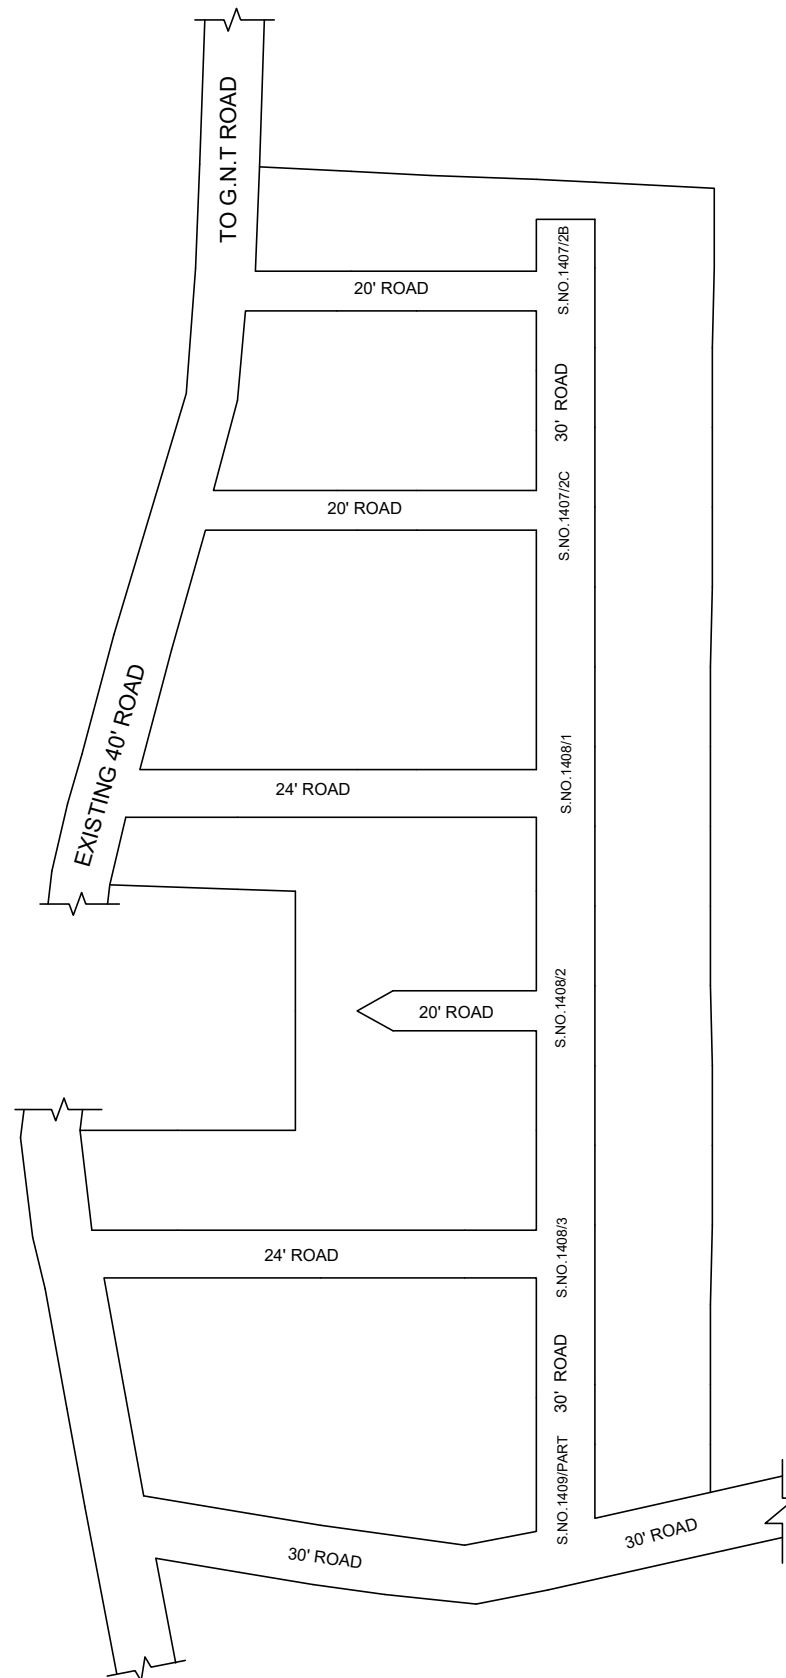 TO G.N.T ROAD
S.NO.1407/2B
20' ROAD
30' ROAD
20' ROAD
S.NO.1407/2C
EXISTING 40' ROAD
24' ROAD
S.NO.1408/1
20' ROAD
S.NO.1408/2
24' ROAD
S.NO.1408/3
30' ROAD
S.NO.1409/PART
30' ROAD
30' ROAD